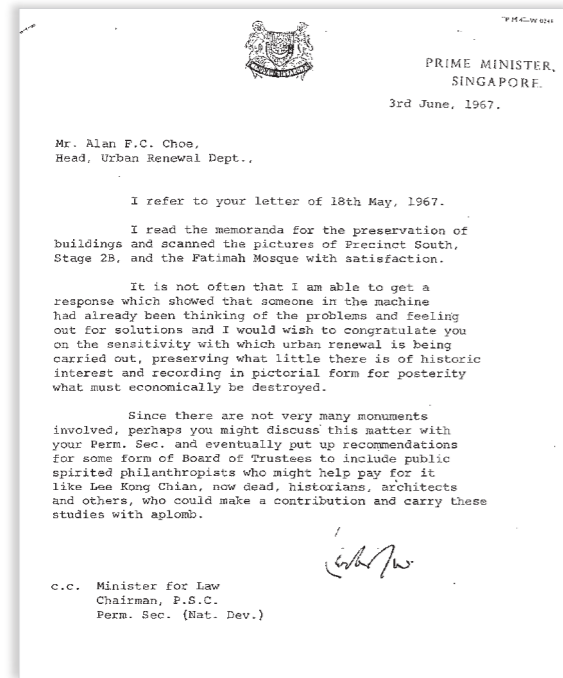 PRIME MINISTER,
SINGAPORE.
3rd June, 1967.
Mr. Alan F.C. Choe,
Head, Urban Renewal Dept.,
I refer to your letter of 18th May, 1967.
I read the memoranda for the preservation of
buildings and scanned the pictures of Precinct South,
Stage 2B, and the Fatimah Mosque with satisfaction.
It is not often that I am able to get a
response which showed that someone in the machine
had already been thinking of the problems and feeling
out for solutions and I would wish to congratulate you
on the sensitivity with which urban renewal is being
carried out, preserving what little there is of historic
interest and recording in pictorial form for posterity
what must economically be destroyed.
Since there are not very many monuments
involved, perhaps you might discuss this matter with
your Perm. Sec. and eventually put up recommendations
for some form of Board of Trustees to include public
spirited philanthropists who might help pay for it
like Lee Kong Chian, now dead, historians, architects
and others, who could make a contribution and carry these
studies with aplomb.
c.c. Minister for Law
Chairman, P.S.C.
Perm. Sec. (Nat. Dev.)